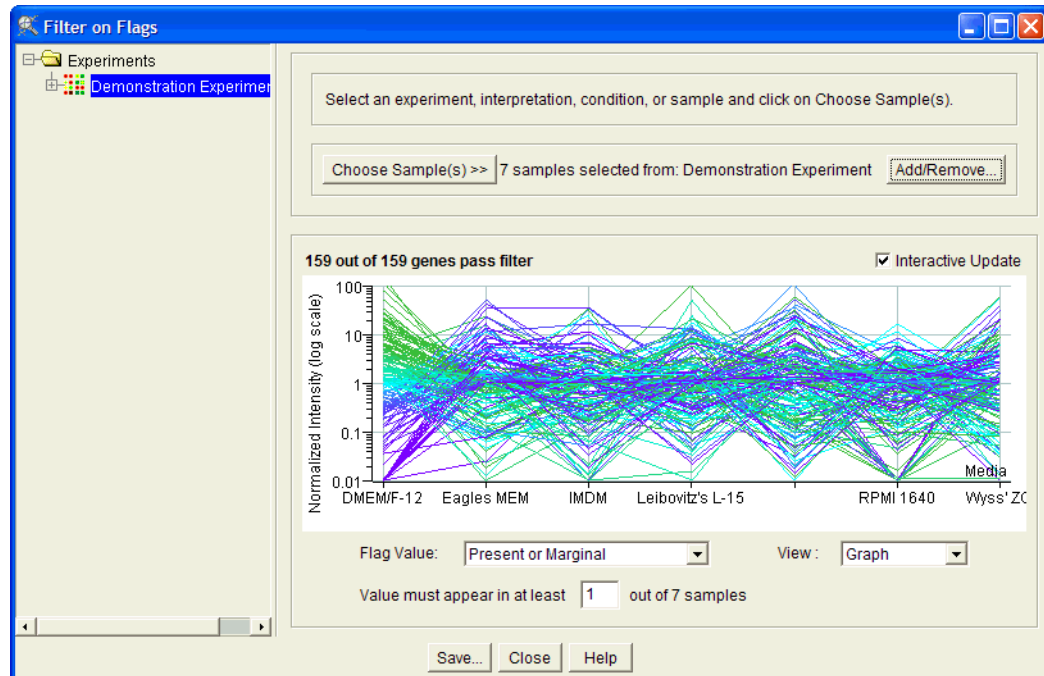 Filter on Flags
Experiments
Demonstration Experimer
Select an experiment, interpretation, condition, or sample and click on Choose Sample(s).
Choose Sample(s) >> 7 samples selected from: Demonstration Experiment Add/Remove...
159 out of 159 genes pass filter Interactive Update
Normalized Intensity (log scale)
100
10
1
0.1
0.01
Media
DMEM/F-12 Eagles MEM IMDM Leibovitz's L-15 RPMI 1640 Wyss' ZC
Flag Value: Present or Marginal View : Graph
Value must appear in at least 1 out of 7 samples
Save... Close Help